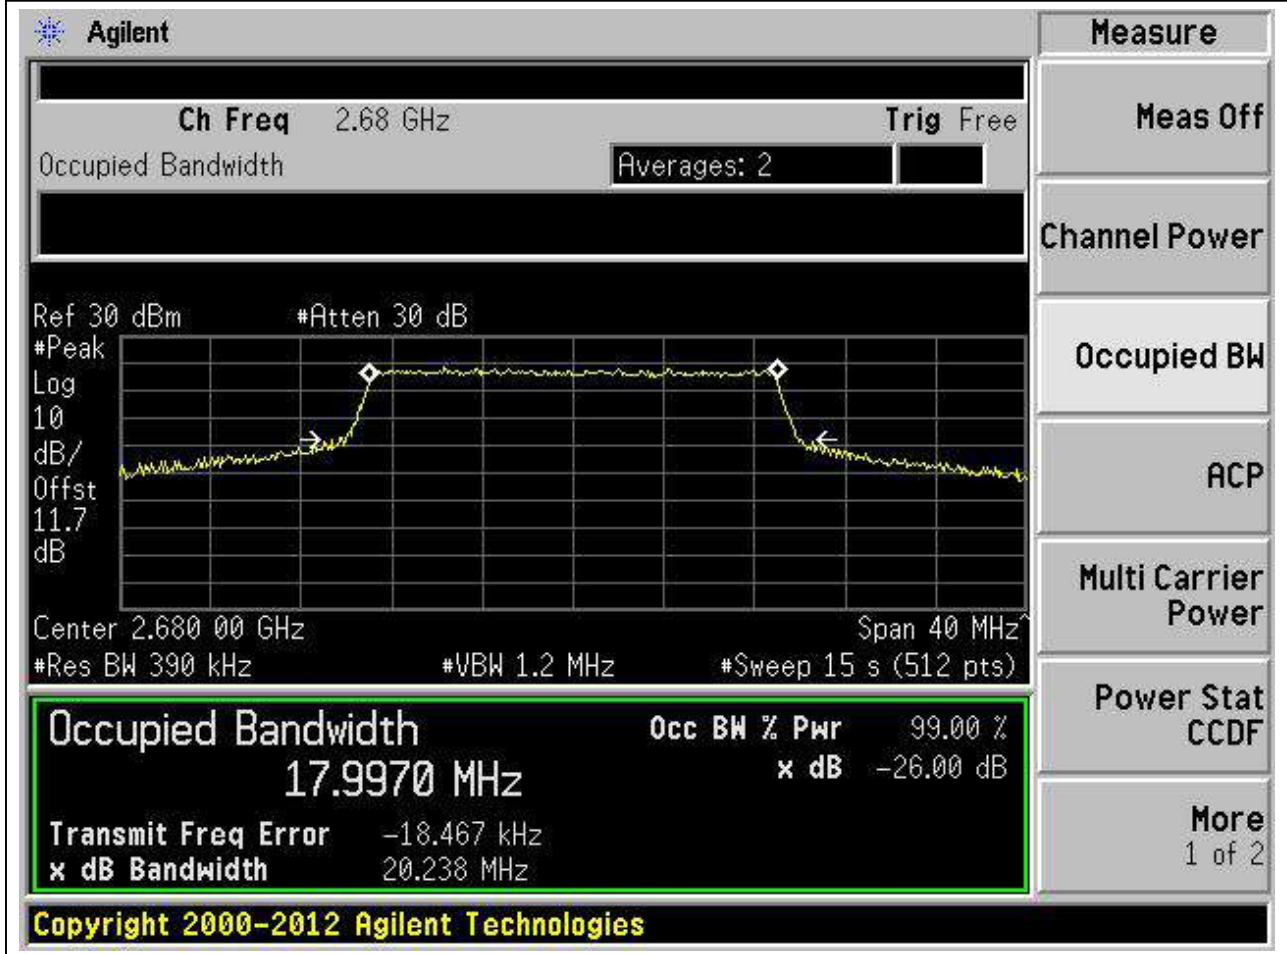 Agilent
Measure
Ch Freq 2.68 GHz Trig Free
Occupied Bandwidth Averages: 2
Ref 30 dBm #Atten 30 dB
#Peak
Log
10
dB/
Offst
11.7
dB
Center 2.680 00 GHz Span 40 MHz^
#Res BW 390 kHz #VBW 1.2 MHz #Sweep 15 s (512 pts)
Occupied Bandwidth Occ BW % Pwr 99.00 %
17.9970 MHz x dB -26.00 dB
Transmit Freq Error -18.467 kHz
x dB Bandwidth 20.238 MHz
Copyright 2000-2012 Agilent Technologies
Meas Off
Channel Power
Occupied BW
ACP
Multi Carrier
Power
Power Stat
CCDF
More
1 of 2